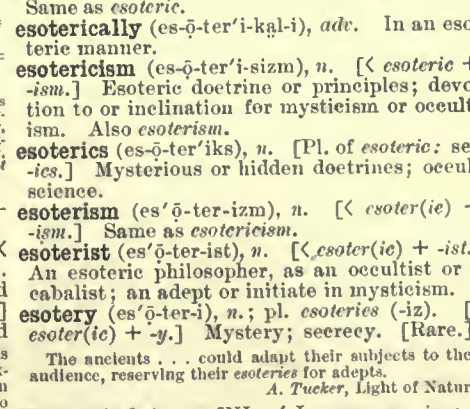 Same as esoteric.
esoterically (es-ō̤-ter'i-ka̤l-i), adv. In an eso
teric manner.
esotericism (es-ō̤-ter'i-sizm), n. [< esoteric +
-ism.] Esoteric doctrine or principles; devo
tion to or inclination for mysticism or occult
ism. Also esoterism.
esoterics (es-ō̤-ter'iks), n. [Pl. of esoteric: se
-ics.] Mysterious or hidden doctrines; occul
science.
esoterism (es'ō̤-ter-izm), n. [< esoter(ic) +
-ism.] Same as esotericism.
esoterist (es'ō̤-ter-ist), n. [< esoter(ic) + -ist.
An esoteric philosopher, as an occultist or
cabalist; an adept or initiate in mysticism.
esotery (es'ō̤-ter-i), n.; pl. esoteries (-iz). [
esoter(ic) + -y.] Mystery; secrecy. [Rare.]
The ancients . . . could adapt their subjects to the
audience, reserving their esoteries for adepts.
A. Tucker, Light of Natur